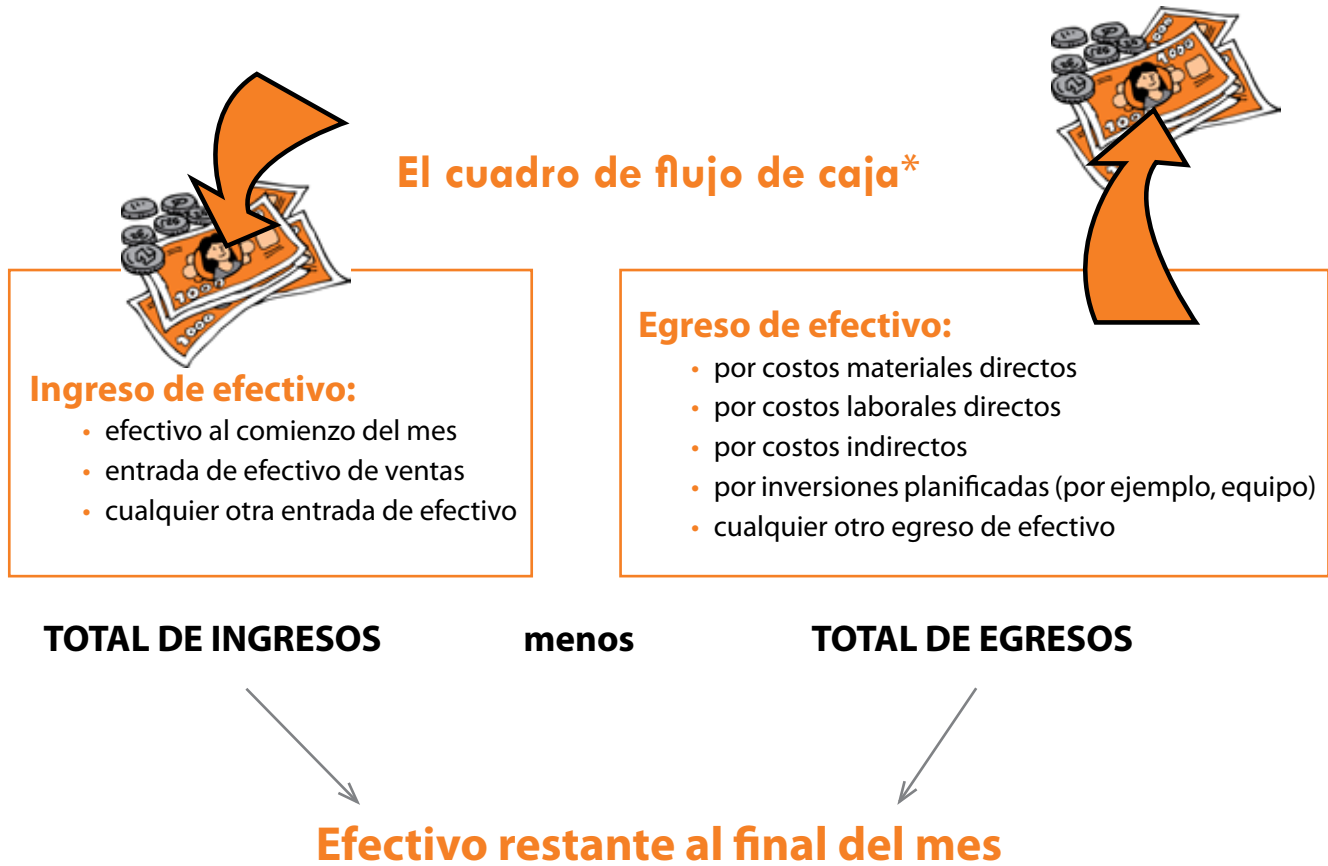 El cuadro de flujo de caja*
Ingreso de efectivo:
• efectivo al comienzo del mes
• entrada de efectivo de ventas
• cualquier otra entrada de efectivo
Egreso de efectivo:
• por costos materiales directos
• por costos laborales directos
• por costos indirectos
• por inversiones planificadas (por ejemplo, equipo)
• cualquier otro egreso de efectivo
TOTAL DE INGRESOS menos TOTAL DE EGRESOS
Efectivo restante al final del mes